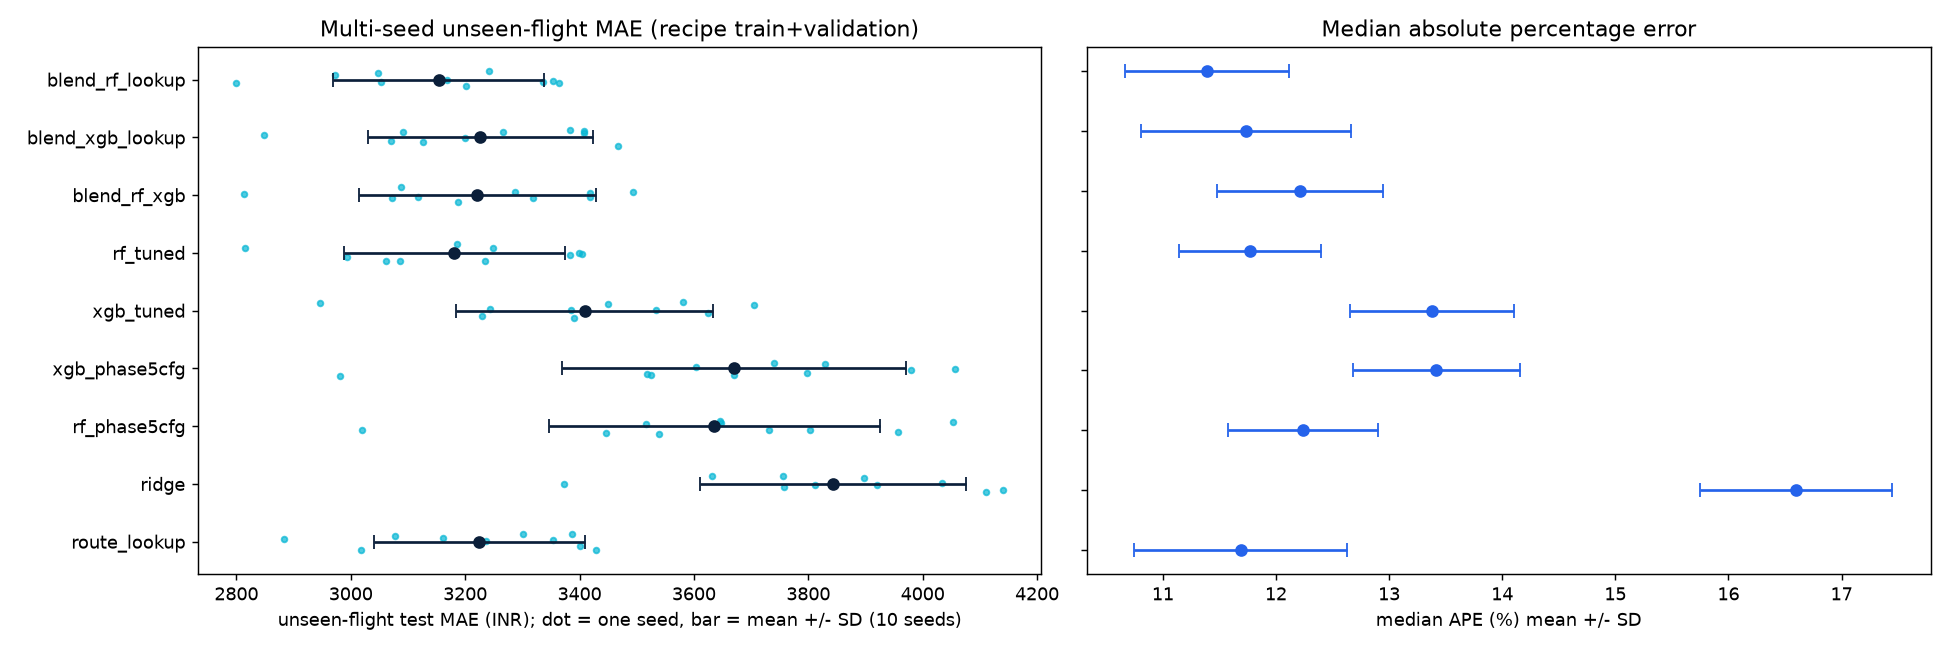 Multi-seed unseen-flight MAE (recipe train+validation)
blend_rf_lookup
blend_xgb_lookup
blend_rf_xgb
rf_tuned
xgb_tuned
xgb_phase5cfg
rf_phase5cfg
ridge
route_lookup
2800 3000 3200 3400 3600 3800 4000 4200
unseen-flight test MAE (INR); dot = one seed, bar = mean +/- SD (10 seeds)
Median absolute percentage error
11 12 13 14 15 16 17
median APE (%) mean +/- SD